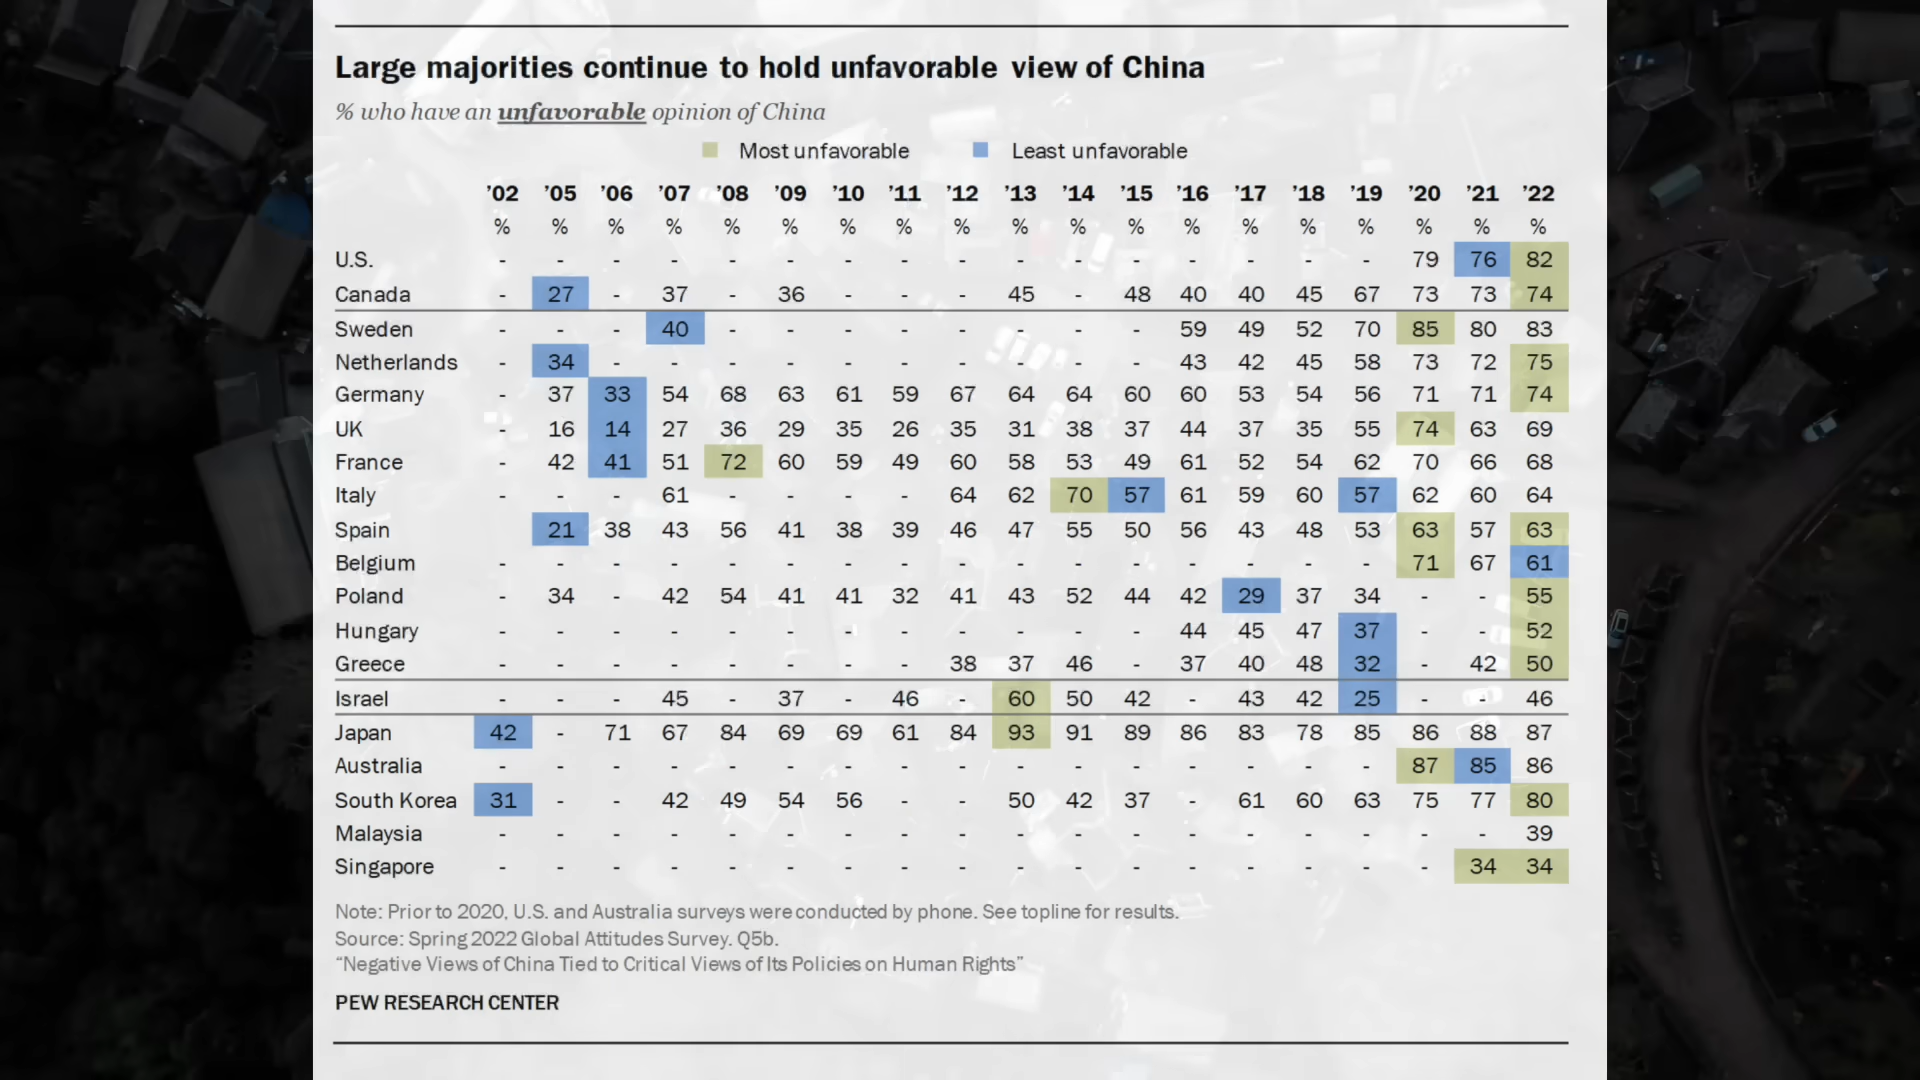 Large majorities continue to hold unfavorable view of China
% who have an unfavorable opinion of China
Most unfavorable Least unfavorable
’02 ’05 ’06 ’07 ’08 ’09 ’10 ’11 ’12 ’13 ’14 ’15 ’16 ’17 ’18 ’19 ’20 ’21 ’22
% % % % % % % % % % % % % % % % % % %
U.S. - - - - - - - - - - - - - - - - 79 76 82
Canada - 27 - 37 - 36 - - - 45 - 48 40 40 45 67 73 73 74
Sweden - - - 40 - - - - - - - - 59 49 52 70 85 80 83
Netherlands - 34 - - - - - - - - - - 43 42 45 58 73 72 75
Germany - 37 33 54 68 63 61 59 67 64 64 60 60 53 54 56 71 71 74
UK - 16 14 27 36 29 35 26 35 31 38 37 44 37 35 55 74 63 69
France - 42 41 51 72 60 59 49 60 58 53 49 61 52 54 62 70 66 68
Italy - - - 61 - - - - 64 62 70 57 61 59 60 57 62 60 64
Spain - 21 38 43 56 41 38 39 46 47 55 50 56 43 48 53 63 57 63
Belgium - - - - - - - - - - - - - - - - 71 67 61
Poland - 34 - 42 54 41 41 32 41 43 52 44 42 29 37 34 - - 55
Hungary - - - - - - - - - - - - 44 45 47 37 - - 52
Greece - - - - - - - - 38 37 46 - 37 40 48 32 - 42 50
Israel - - - 45 - 37 - 46 - 60 50 42 - 43 42 25 - - 46
Japan 42 - 71 67 84 69 69 61 84 93 91 89 86 83 78 85 86 88 87
Australia - - - - - - - - - - - - - - - - 87 85 86
South Korea 31 - - 42 49 54 56 - - 50 42 37 - 61 60 63 75 77 80
Malaysia - - - - - - - - - - - - - - - - - - 39
Singapore - - - - - - - - - - - - - - - - - 34 34
Note: Prior to 2020, U.S. and Australia surveys were conducted by phone. See topline for results.
Source: Spring 2022 Global Attitudes Survey. Q5b.
“Negative Views of China Tied to Critical Views of Its Policies on Human Rights”
PEW RESEARCH CENTER